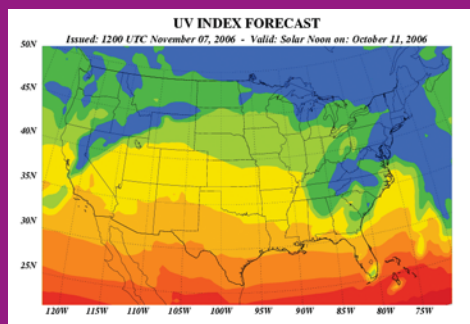 UV INDEX FORECAST
Issued: 1200 UTC November 07, 2006 - Valid: Solar Noon on: October 11, 2006
50N
45N
40N
35N
30N
25N
120W 115W 110W 105W 100W 95W 90W 85W 80W 75W